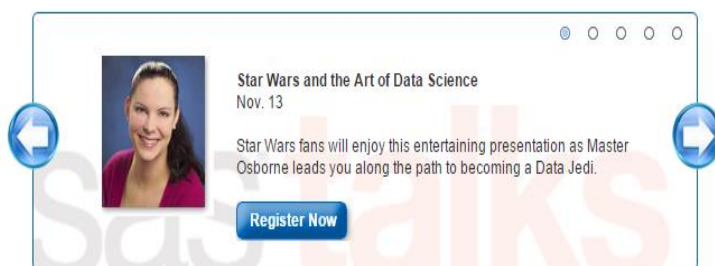 Star Wars and the Art of Data Science
Nov. 13
Star Wars fans will enjoy this entertaining presentation as Master
Osborne leads you along the path to becoming a Data Jedi.
Register Now
sas talks